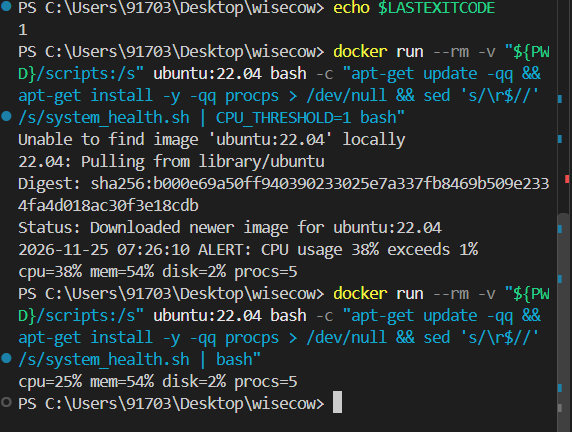 PS C:\Users\91703\Desktop\wisecow> echo $LASTEXITCODE
1
PS C:\Users\91703\Desktop\wisecow> docker run --rm -v "${PW
D}/scripts:/s" ubuntu:22.04 bash -c "apt-get update -qq &&
apt-get install -y -qq procps > /dev/null && sed 's/\r$//'
/s/system_health.sh | CPU_THRESHOLD=1 bash"
Unable to find image 'ubuntu:22.04' locally
22.04: Pulling from library/ubuntu
Digest: sha256:b000e69a50ff940390233025e7a337fb8469b509e233
4fa4d018ac30f3e18cdb
Status: Downloaded newer image for ubuntu:22.04
2026-11-25 07:26:10 ALERT: CPU usage 38% exceeds 1%
cpu=38% mem=54% disk=2% procs=5
PS C:\Users\91703\Desktop\wisecow> docker run --rm -v "${PW
D}/scripts:/s" ubuntu:22.04 bash -c "apt-get update -qq &&
apt-get install -y -qq procps > /dev/null && sed 's/\r$//'
/s/system_health.sh | bash"
cpu=25% mem=54% disk=2% procs=5
PS C:\Users\91703\Desktop\wisecow>